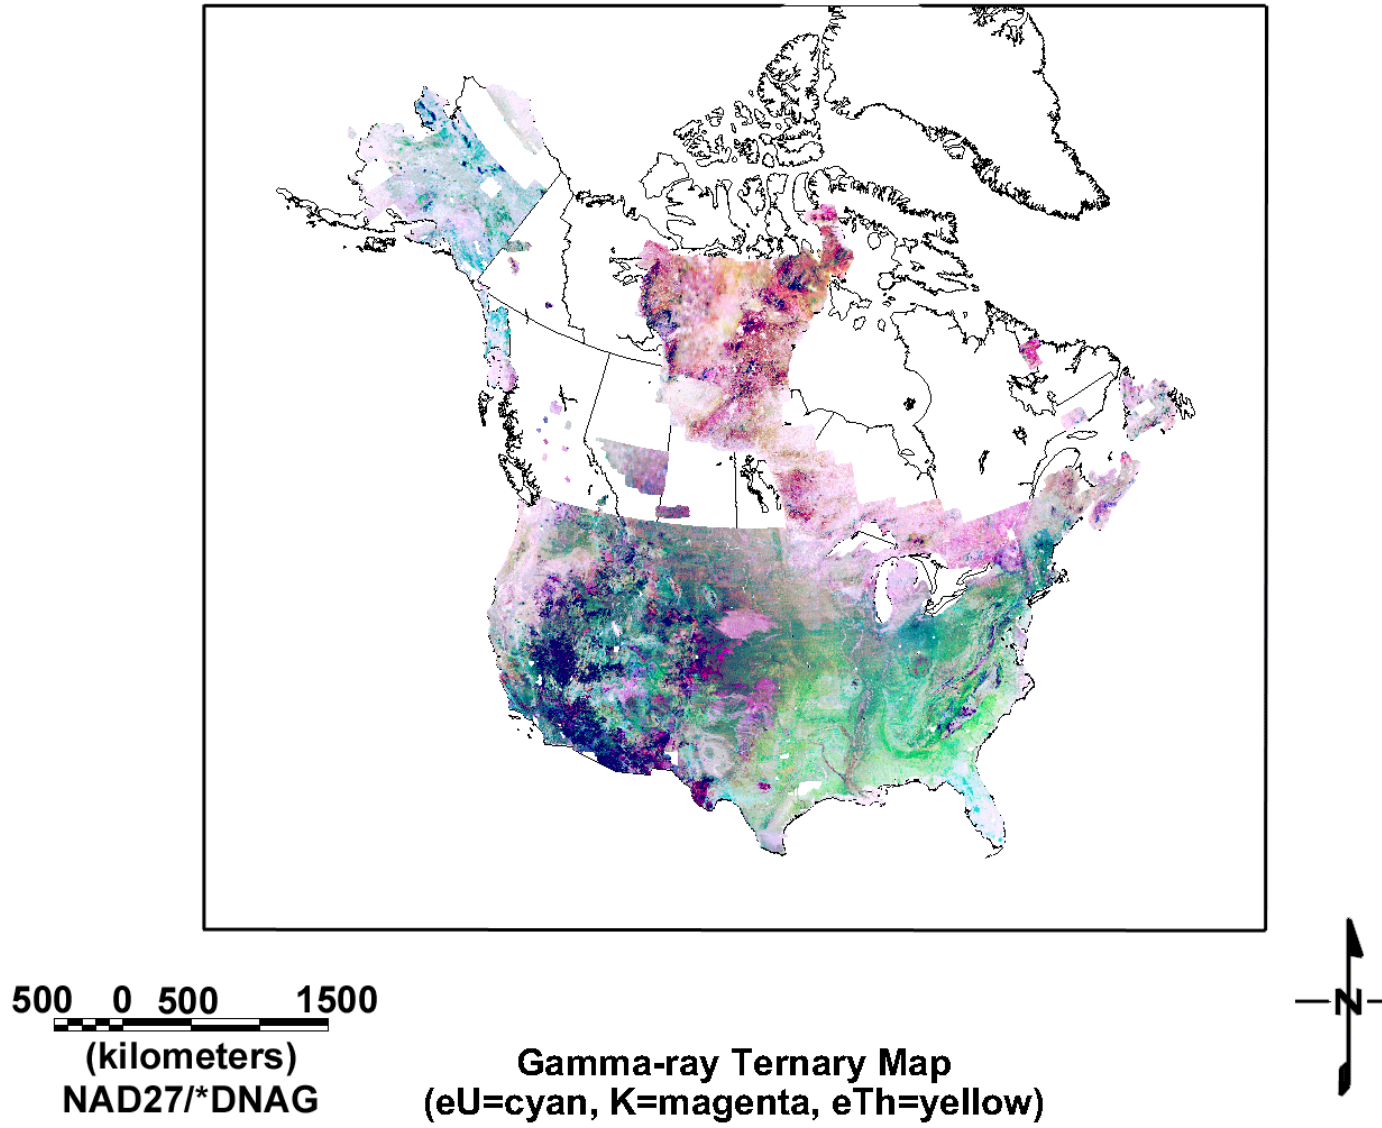 500 0 500 1500
(kilometers)
NAD27/*DNAG
Gamma-ray Ternary Map
(eU=cyan, K=magenta, eTh=yellow)
N